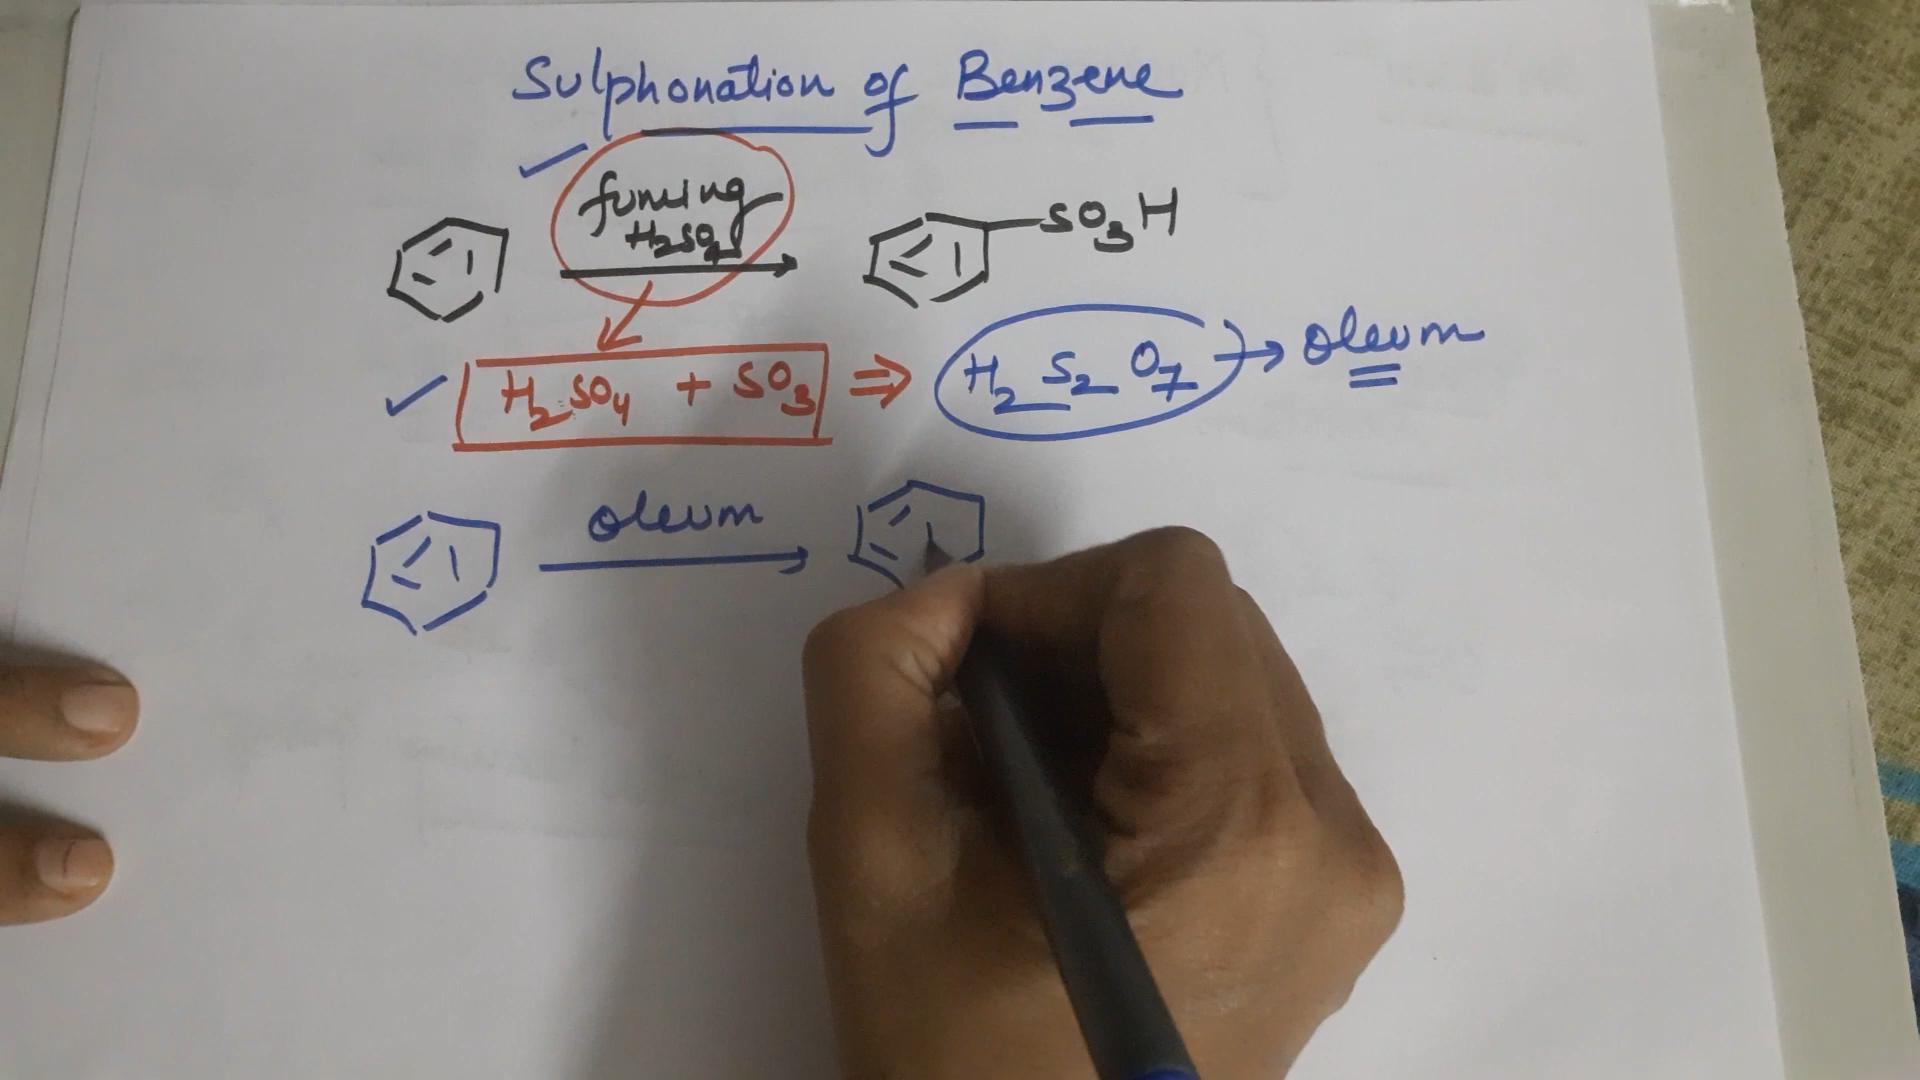 Sulphonation of Benzene
fuming
H2SO4
SO3H
H2SO4 + SO3 ⇒ H2S2O7 → Oleum
Oleum